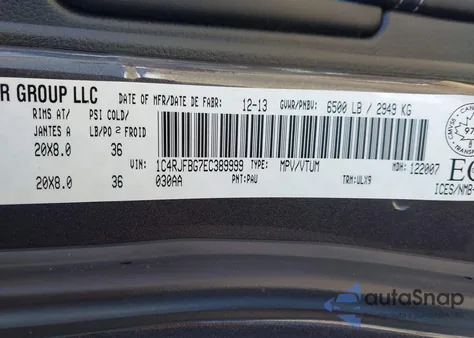 R GROUP LLC DATE OF MFR/DATE DE FABR: 12-13 GVWR/PNBV: 6500 LB / 2949 KG
RIMS AT/ PSI COLD/
JANTES A LB/PO 2 FROID
20X8.0 36
VIN: 1C4RJFBG7EC389999 TYPE: MPV/VTUM MDH: 122007
20X8.0 36 030AA PNT: PAU TRM: ULX9
ICES/NMB-
autoSnap